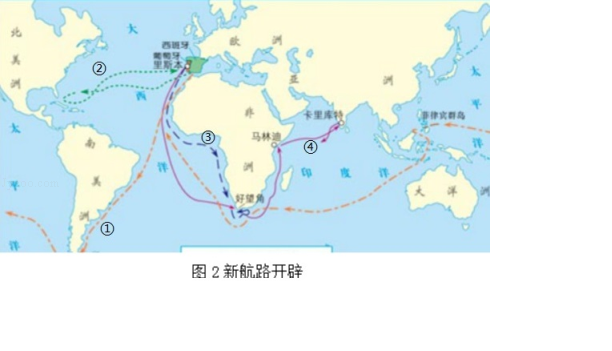 北
美
洲
大
西
洋
②
西班牙
葡萄牙
里斯本
欧 洲
亚
洲
太
平
洋
菲律宾群岛
卡里库特
非
洲
马林迪
③
④
好望角
印 度 洋
大 洋 洲
南
美
洲
①
太
平
洋
图 2 新航路开辟